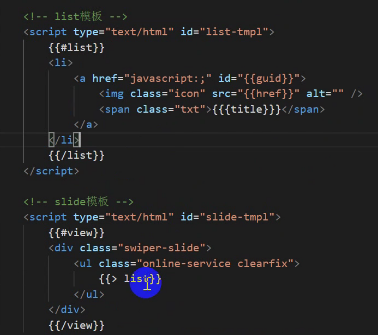 <!-- list模板 -->
<script type="text/html" id="list-tmpl">
{{#list}}
<li>
<a href="javascript:;" id="{{guid}}">
<img class="icon" src="{{href}}" alt="" />
<span class="txt">{{{title}}}</span>
</a>
</li>
{{/list}}
</script>
<!-- slide模板 -->
<script type="text/html" id="slide-tmpl">
{{#view}}
<div class="swiper-slide">
<ul class="online-service clearfix">
{{> list}}
</ul>
</div>
{{/view}}